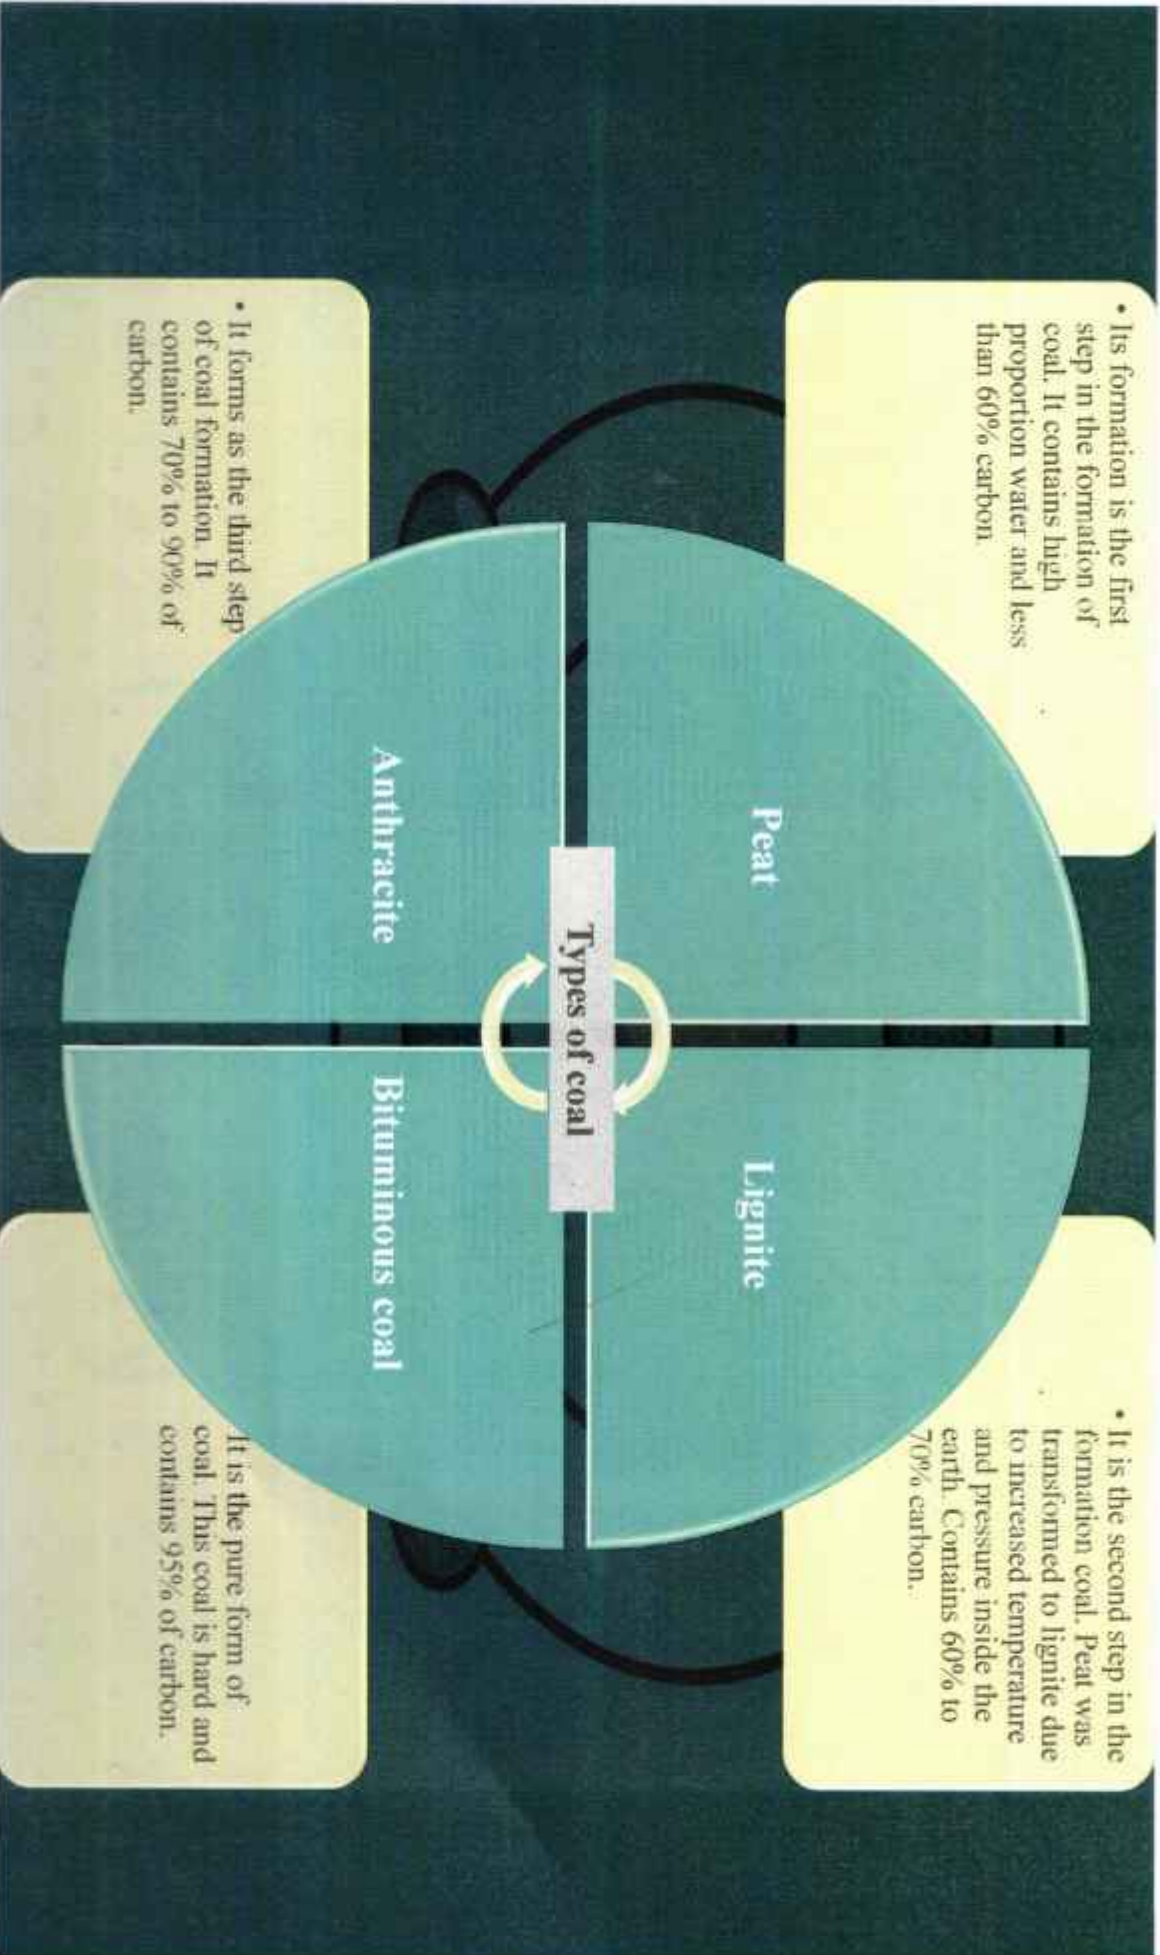 • Its formation is the first
step in the formation of
coal. It contains high
proportion water and less
than 60% carbon.
• It is the second step in the
formation coal. Peat was
transformed to lignite due
to increased temperature
and pressure inside the
earth. Contains 60% to
70% carbon.
Peat
Lignite
Types of coal
Anthracite
Bituminous coal
• It forms as the third step
of coal formation. It
contains 70% to 90% of
carbon.
It is the pure form of
coal. This coal is hard and
contains 95% of carbon.